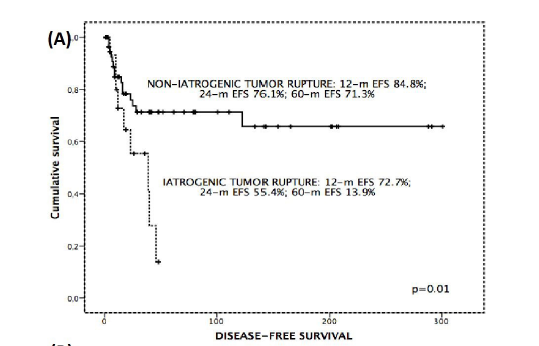 (A)
1,0
NON-IATROGENIC TUMOR RUPTURE: 12-m EFS 84.8%;
0,8
24-m EFS 76.1%; 60-m EFS 71.3%
0,6
IATROGENIC TUMOR RUPTURE: 12-m EFS 72.7%;
24-m EFS 55.4%; 60-m EFS 13.9%
0,4
Cumulative survival
0,2
p=0.01
0,0
0
100
200
300
DISEASE-FREE SURVIVAL